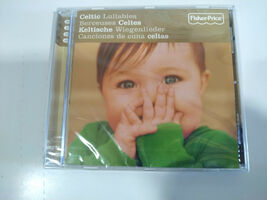 Celtic Lullabies
Berceuses Celtes
Keltische Wiegenlieder
Canciones de cuna celtas
Fisher-Price